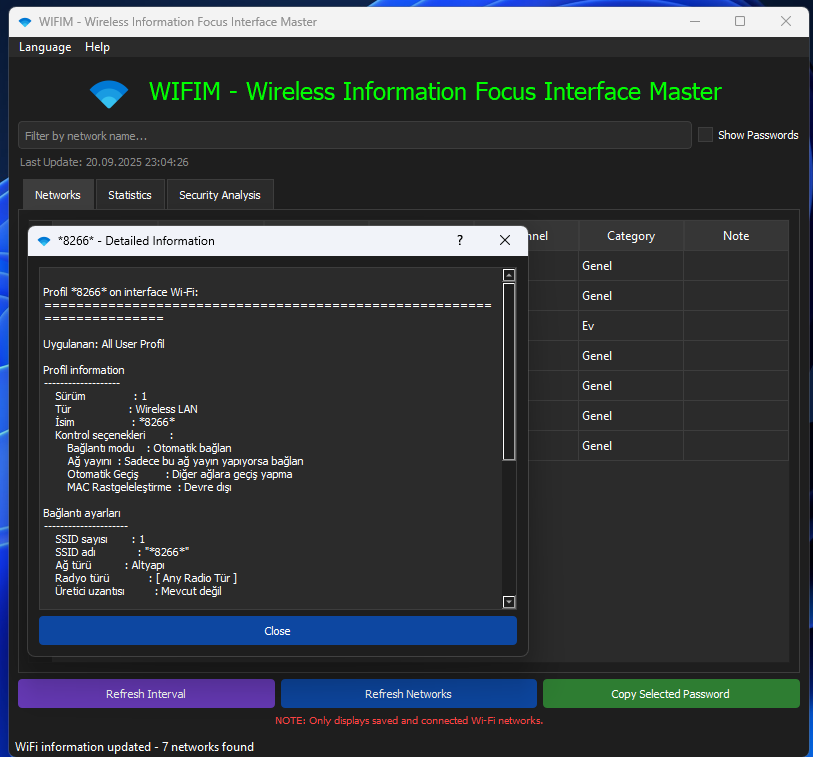 WIFIM - Wireless Information Focus Interface Master
Language Help
WIFIM - Wireless Information Focus Interface Master
Filter by network name...
Show Passwords
Last Update: 20.09.2025 23:04:26
Networks Statistics Security Analysis
nnel Category Note
Genel
Genel
Ev
Genel
Genel
Genel
Genel
*8266* - Detailed Information ?
Profil *8266* on interface Wi-Fi:
========================================================
===============
Uygulanan: All User Profil
Profil information
-------------------
Sürüm : 1
Tür : Wireless LAN
İsim : *8266*
Kontrol seçenekleri :
Bağlantı modu : Otomatik bağlan
Ağ yayını : Sadece bu ağ yayın yapıyorsa bağlan
Otomatik Geçiş : Diğer ağlara geçiş yapma
MAC Rastgeleleştirme : Devre dışı
Bağlantı ayarları
---------------------
SSID sayısı : 1
SSID adı : "*8266*"
Ağ türü : Altyapı
Radyo türü : [ Any Radio Tür ]
Üretici uzantısı : Mevcut değil
Close
Refresh Interval Refresh Networks Copy Selected Password
NOTE: Only displays saved and connected Wi-Fi networks.
WiFi information updated - 7 networks found